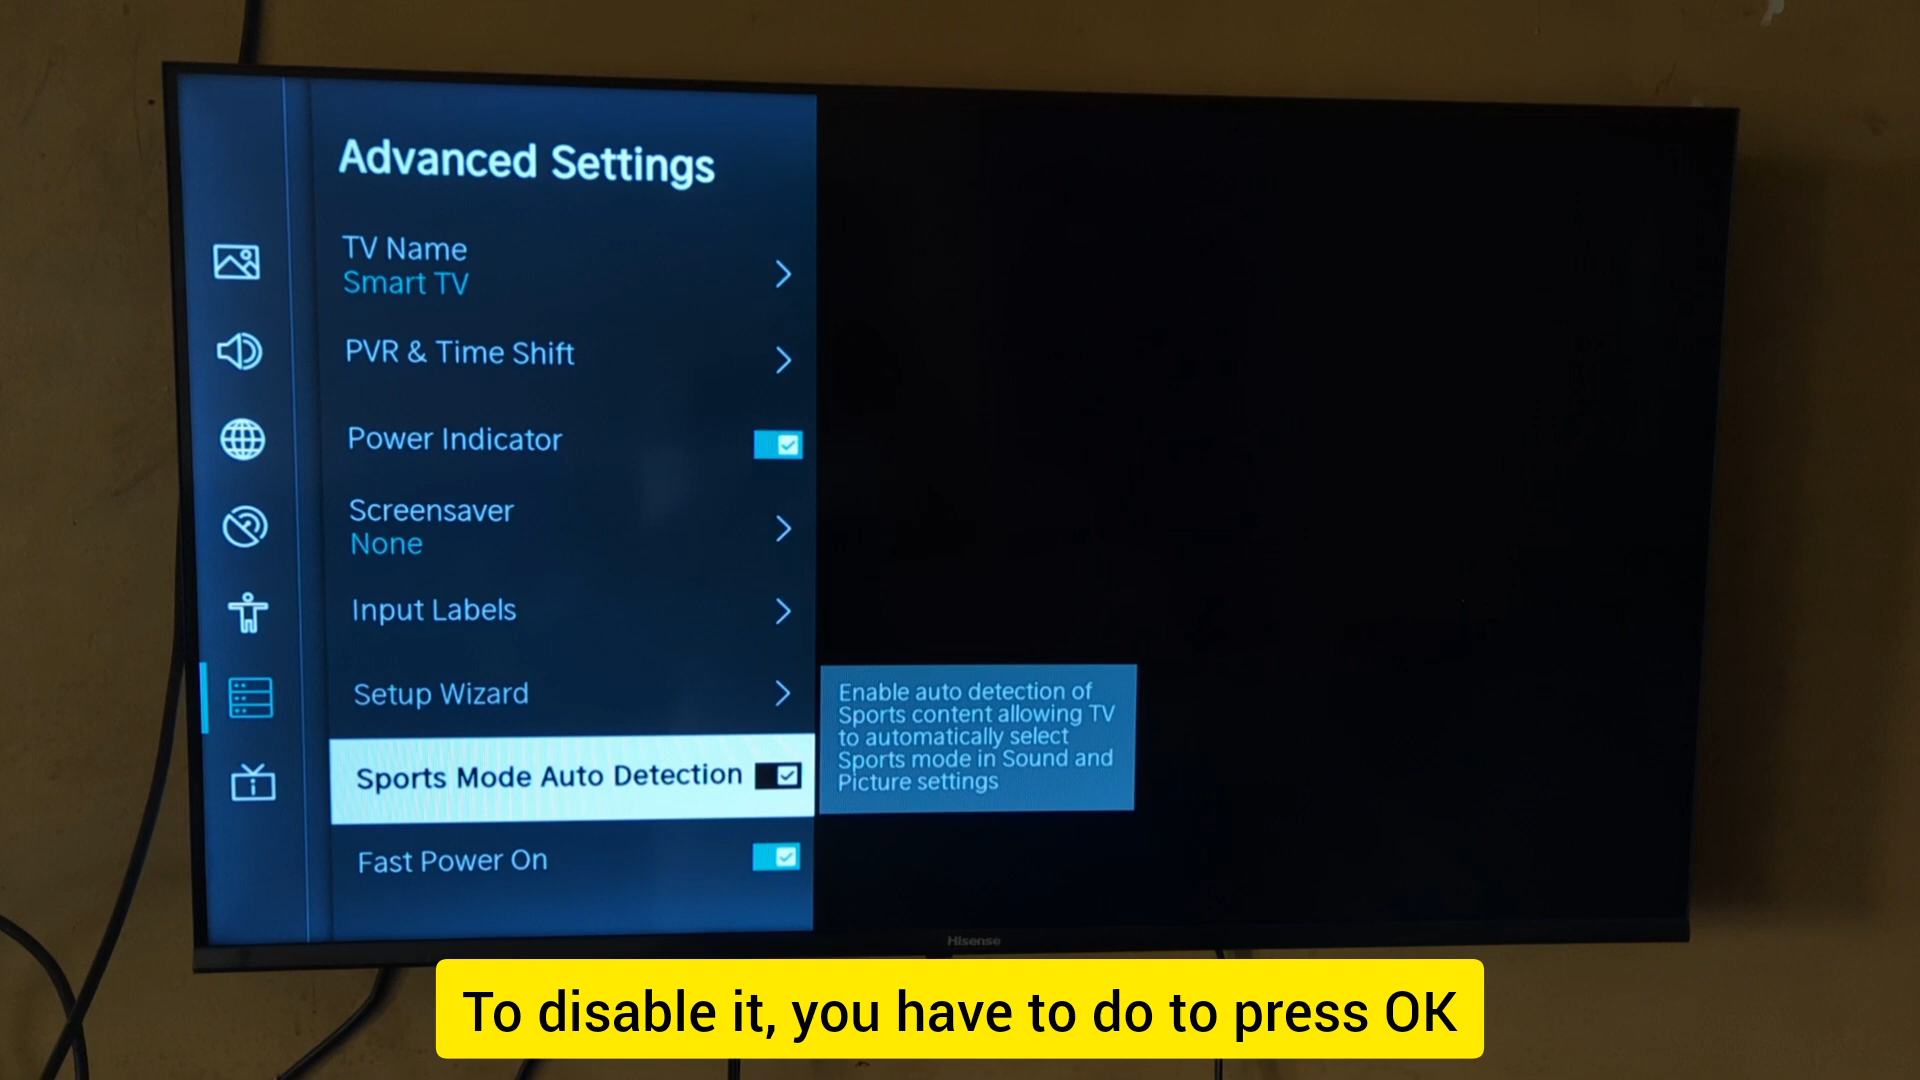 Advanced Settings
TV Name
Smart TV
PVR & Time Shift
Power Indicator
Screensaver
None
Input Labels
Setup Wizard
Sports Mode Auto Detection
Enable auto detection of
Sports content allowing TV
to automatically select
Sports mode in Sound and
Picture settings
Fast Power On
Hisense
To disable it, you have to do to press OK